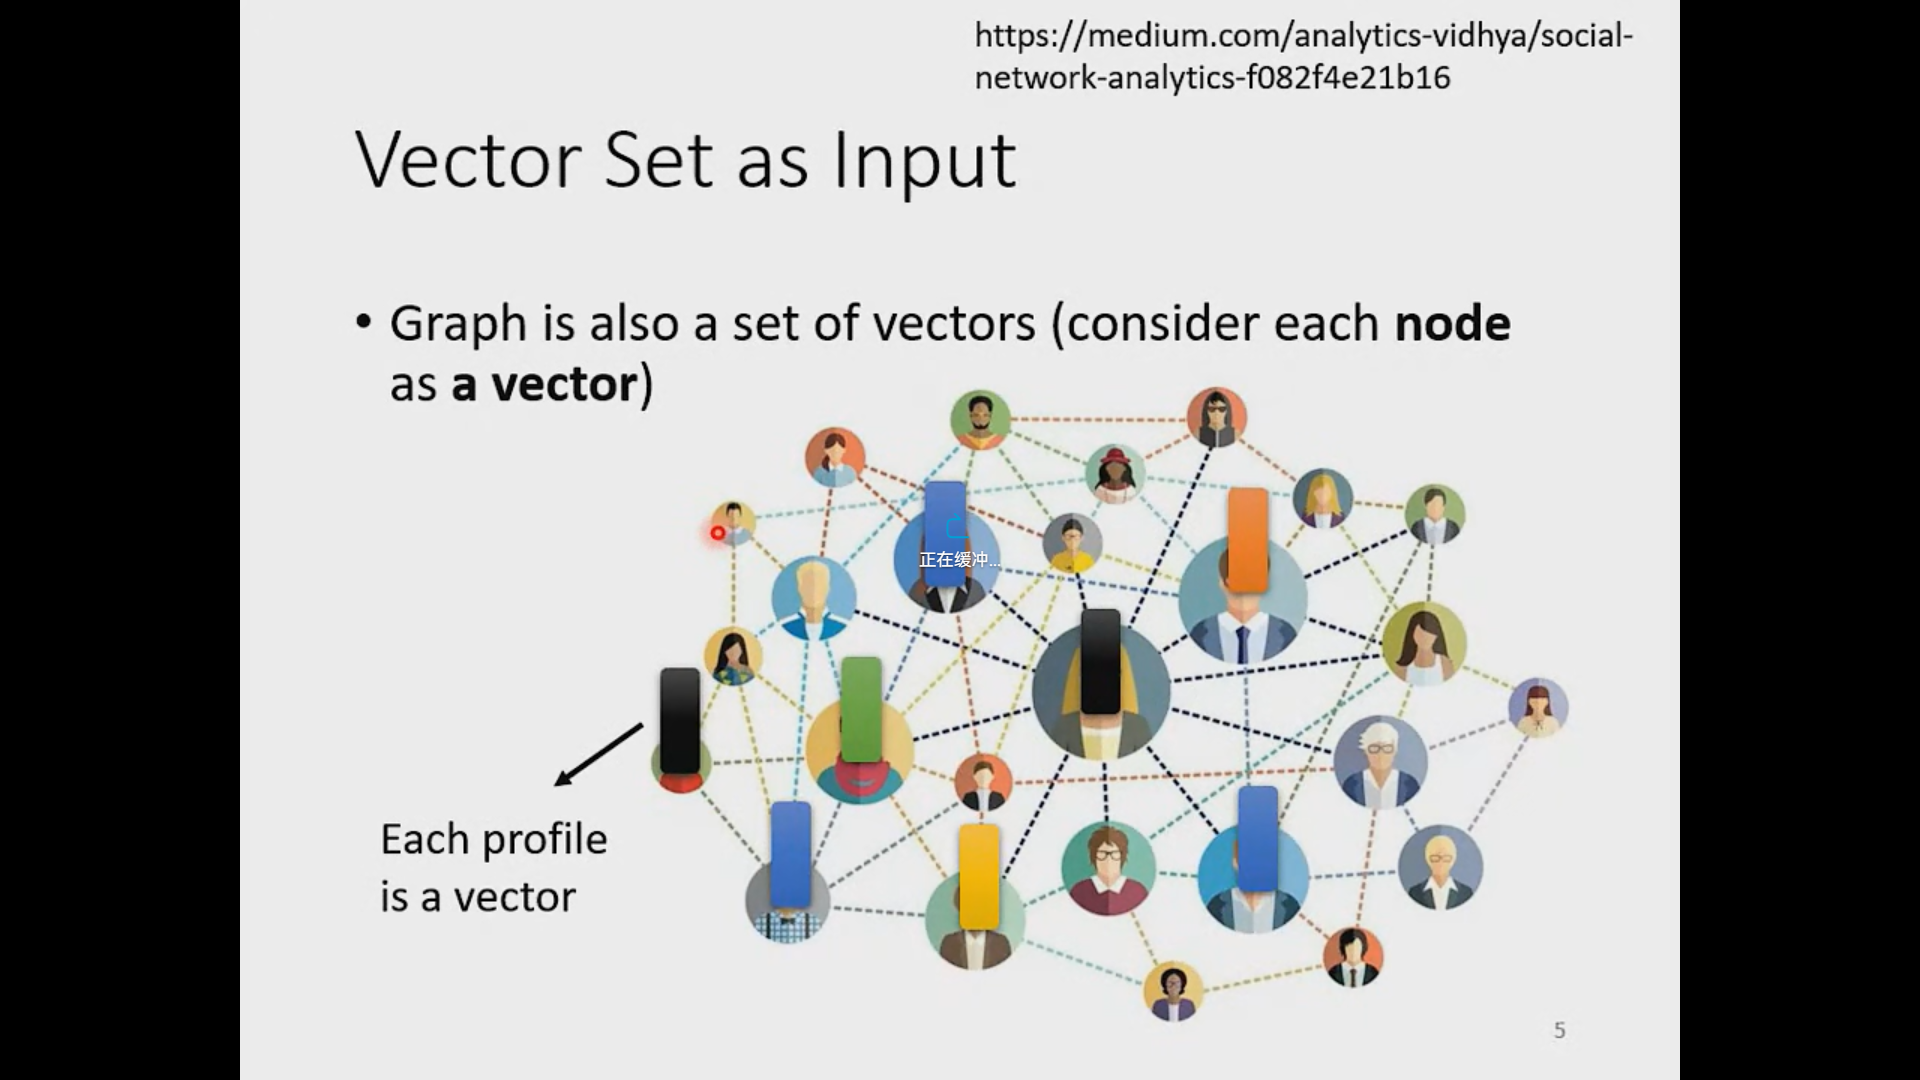 https://medium.com/analytics-vidhya/social-
network-analytics-f082f4e21b16
Vector Set as Input
• Graph is also a set of vectors (consider each node
as a vector)
正在缓冲...
Each profile
is a vector
5